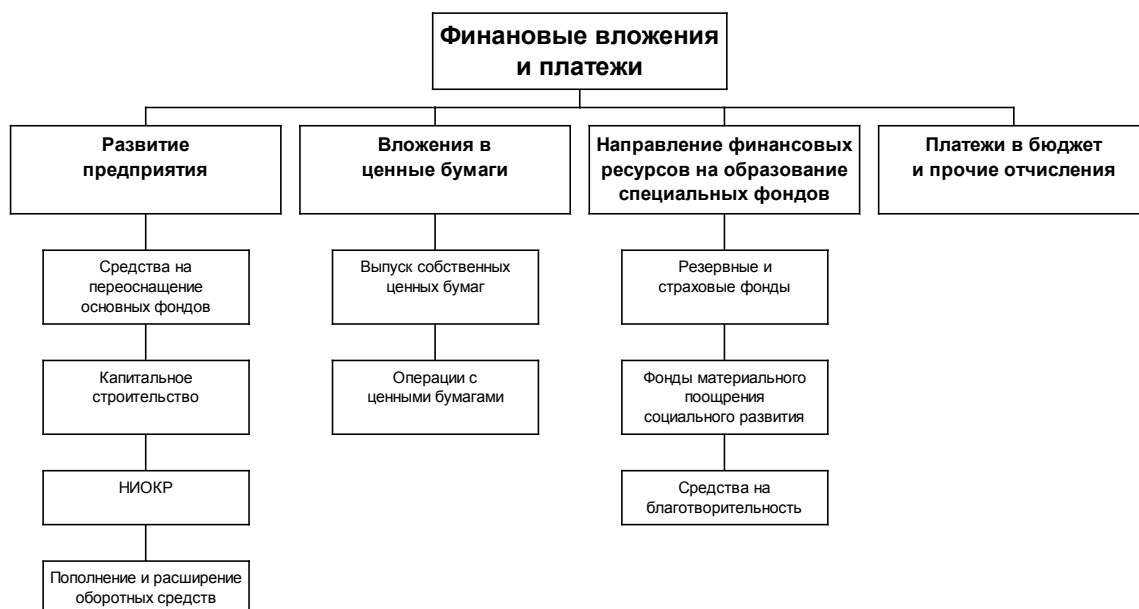 Финановые вложения
и платежи
Развитие
предприятия
Вложения в
ценные бумаги
Направление финансовых
ресурсов на образование
специальных фондов
Платежи в бюджет
и прочие отчисления
Средства на
переоснащение
основных фондов
Выпуск собственных
ценных бумаг
Резервные и
страховые фонды
Капитальное
строительство
Операции с
ценными бумагами
Фонды материального
поощрения
социального развития
НИОКР
Средства на
благотворительность
Пополнение и расширение
оборотных средств